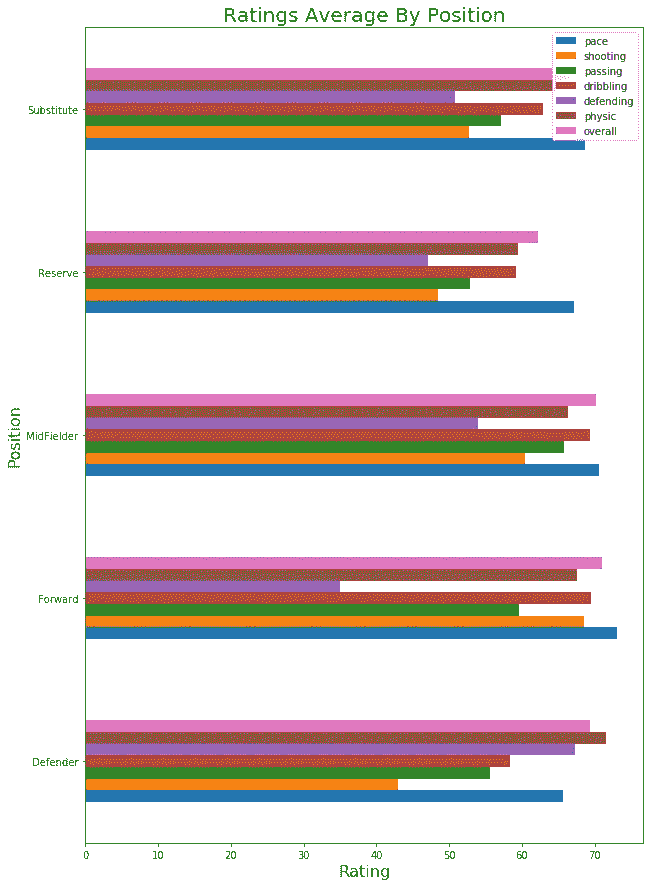 Ratings Average By Position
pace
shooting
passing
dribbling
defending
physic
overall
Substitute
Reserve
MidFielder
Forward
Defender
Position
0 10 20 30 40 50 60 70
Rating